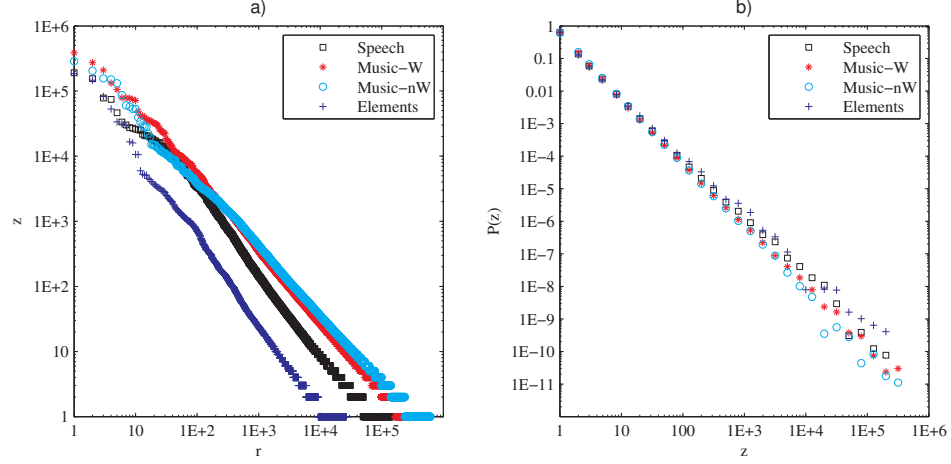 a)
1E+6
1E+5
1E+4
1E+3
100
10
1
z
1
10
1E+2
1E+3
1E+4
1E+5
r
Speech
Music-W
Music-nW
Elements
b)
1
0.1
0.01
1E-3
1E-4
1E-5
1E-6
1E-7
1E-8
1E-9
1E-10
1E-11
P(z)
1
10
100
1E+3
1E+4
1E+5
1E+6
z
Speech
Music-W
Music-nW
Elements